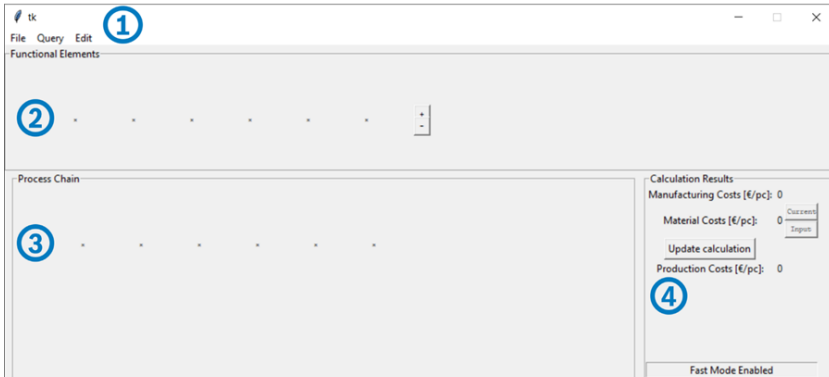 tk
1
File Query Edit
Functional Elements
2
+
-
Process Chain
3
Calculation Results
Manufacturing Costs [€/pc]: 0
Material Costs [€/pc]: 0
Current
Input
Update calculation
Production Costs [€/pc]: 0
4
Fast Mode Enabled